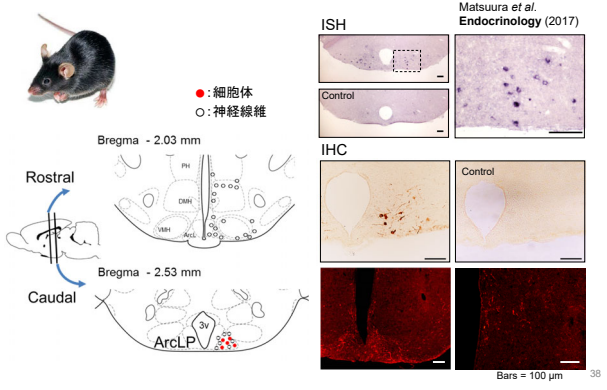 Matsuura et al.
Endocrinology (2017)
ISH
Control
●:細胞体
○:神経線維
Bregma - 2.03 mm
PH
DMH
VMH
ArcL
Rostral
Caudal
Bregma - 2.53 mm
3v
ArcLP
IHC
Control
Bars = 100 μm
38